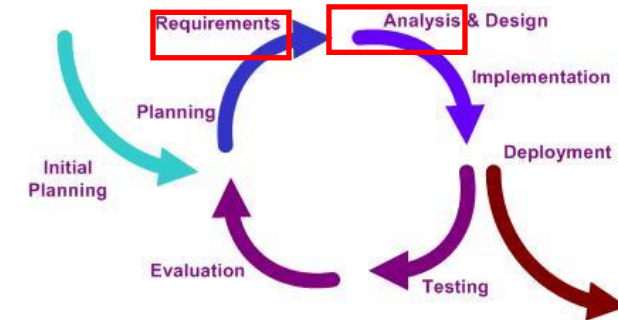 Requirements
Analysis & Design
Implementation
Planning
Deployment
Initial
Planning
Evaluation
Testing